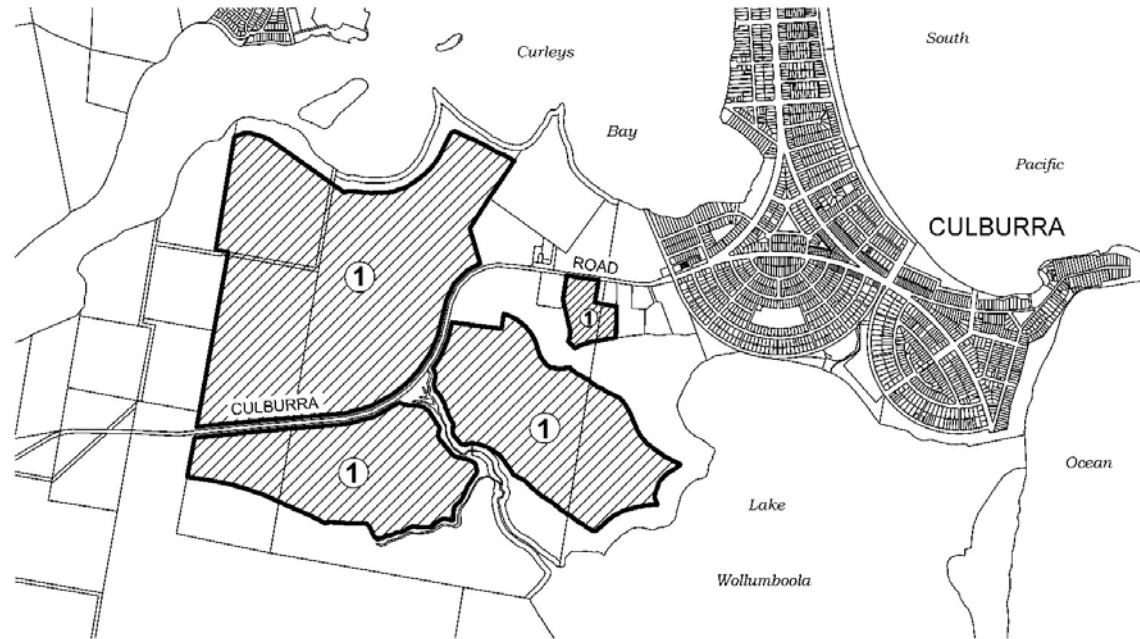 South
Curleys
Bay
Pacific
CULBURRA
ROAD
1
1
CULBURRA
1
1
Ocean
Lake
Wollumboola